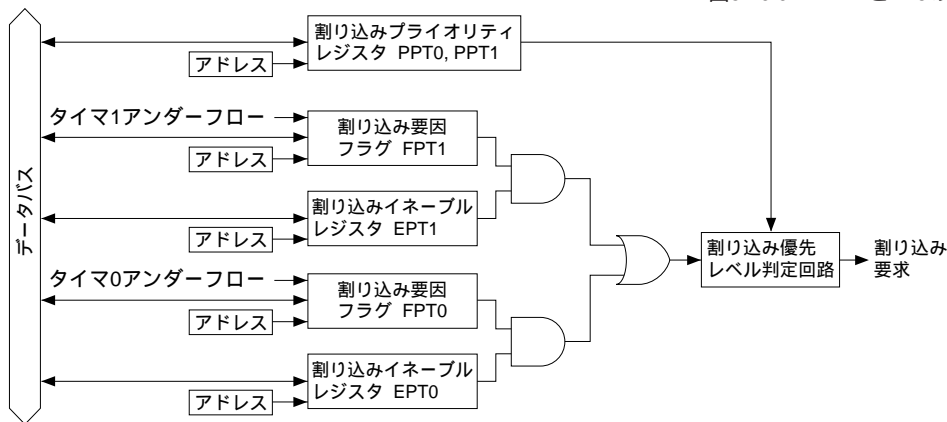 割り込みプライオリティ
レジスタ PPT0, PPT1
アドレス
タイマ1アンダーフロー
割り込み要因
フラグ FPT1
アドレス
割り込みイネーブル
レジスタ EPT1
アドレス
データバス
割り込み優先
レベル判定回路
割り込み
要求
タイマ0アンダーフロー
割り込み要因
フラグ FPT0
アドレス
割り込みイネーブル
レジスタ EPT0
アドレス